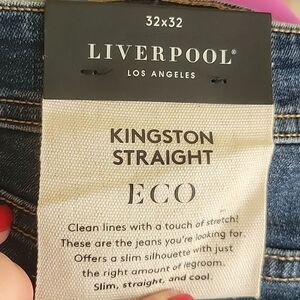 32x32
LIVERPOOL®
LOS ANGELES
KINGSTON
STRAIGHT
ECO
Clean lines with a touch of stretch!
These are the jeans you're looking for.
Offers a slim silhouette with just
the right amount of legroom.
Slim, straight, and cool.